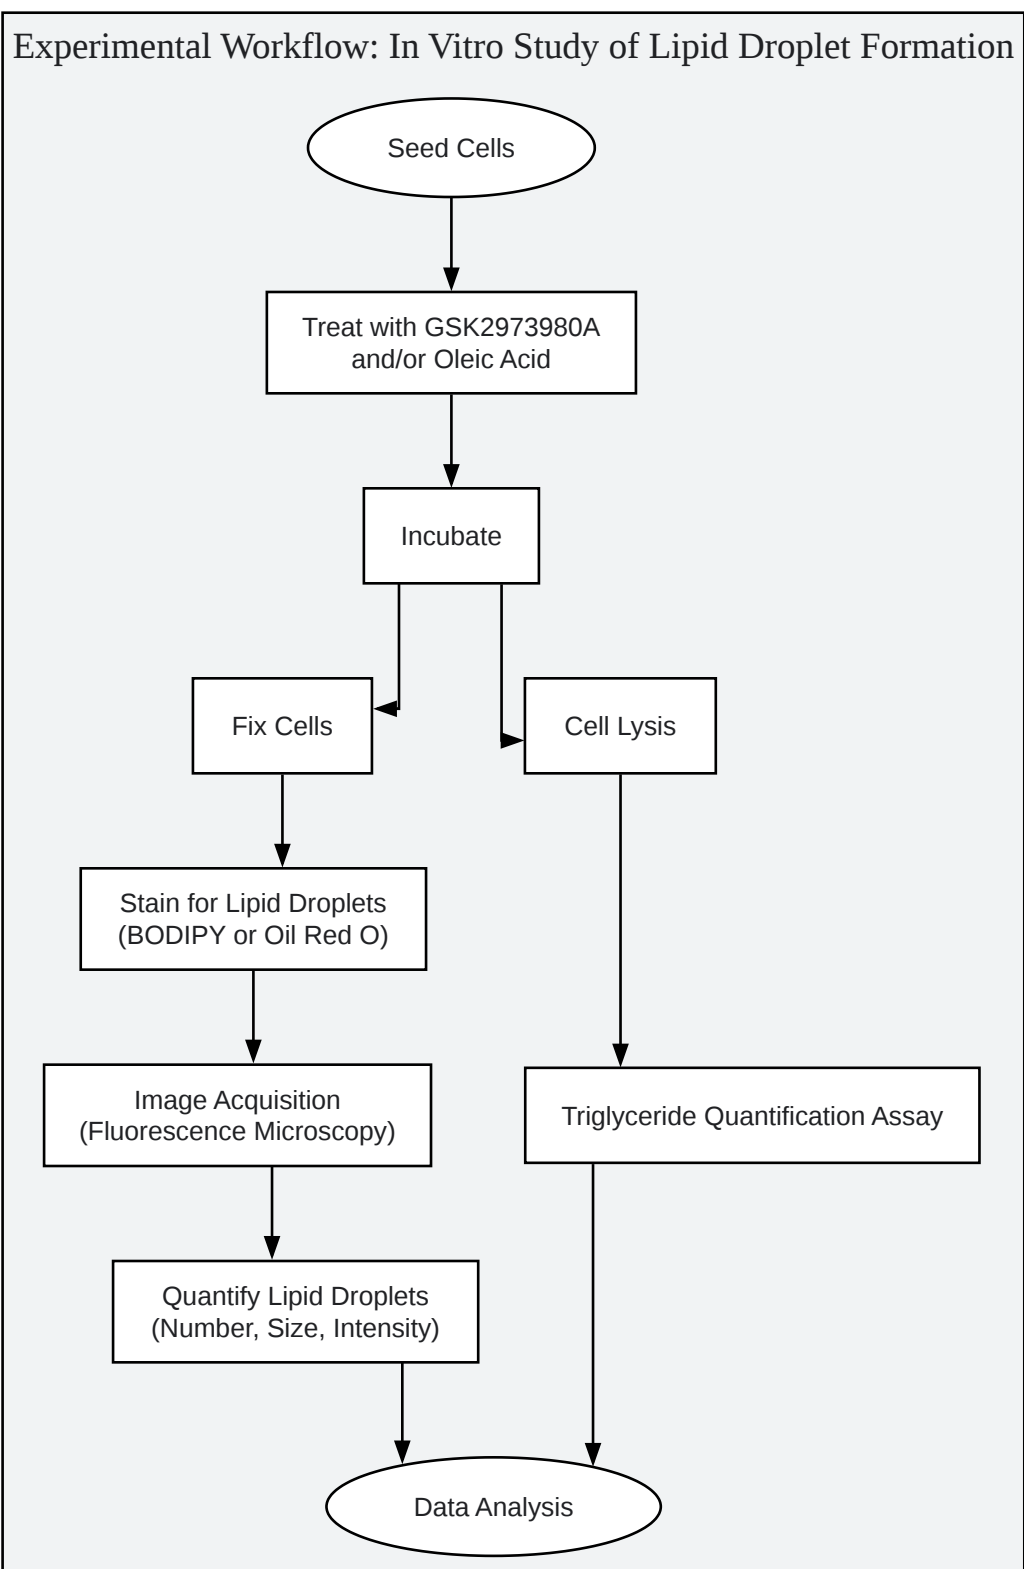 Experimental Workflow: In Vitro Study of Lipid Droplet Formation
Seed Cells
Treat with GSK2973980A
and/or Oleic Acid
Incubate
Fix Cells
Cell Lysis
Stain for Lipid Droplets
(BODIPY or Oil Red O)
Image Acquisition
(Fluorescence Microscopy)
Triglyceride Quantification Assay
Quantify Lipid Droplets
(Number, Size, Intensity)
Data Analysis